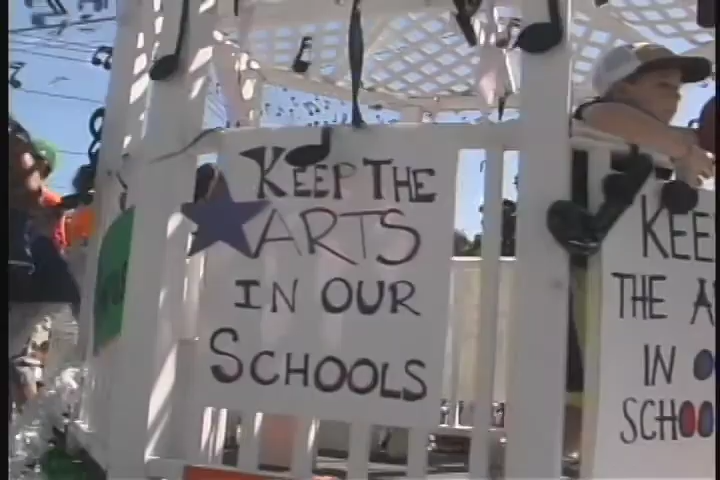 KEEP THE
ARTS
IN OUR
SCHOOLS
KEE
THE A
IN O
SCHOO